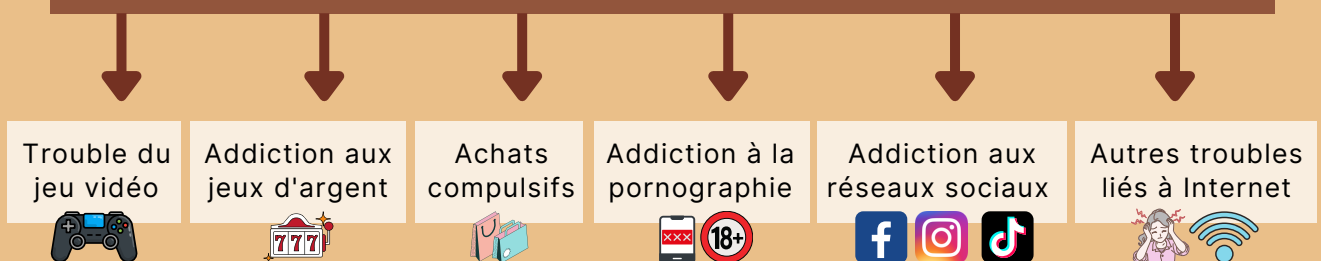 Trouble du
jeu vidéo
Addiction aux
jeux d'argent
Achats
compulsifs
Addiction à la
pornographie
Addiction aux
réseaux sociaux
Autres troubles
liés à Internet
777
XXX
18+